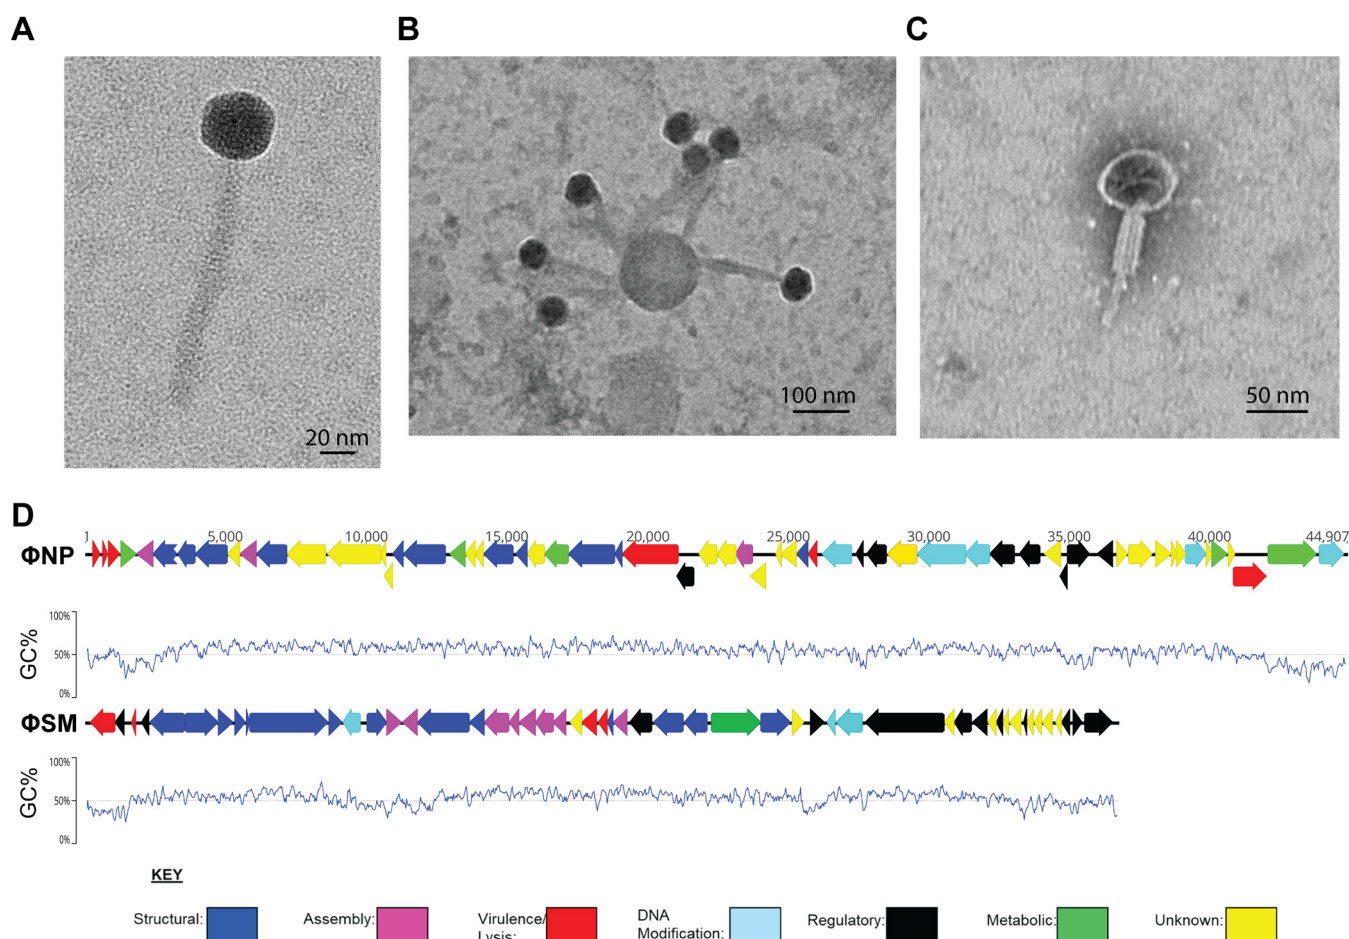 A
B
C
20 nm
100 nm
50 nm
D
1 5,000 10,000 15,000 20,000 25,000 30,000 35,000 40,000 44,907
ΦNP
GC%
100%
50%
0%
ΦSM
GC%
100%
50%
0%
KEY
Structural:
Assembly:
Virulence/
Lysis:
DNA
Modification:
Regulatory:
Metabolic:
Unknown: